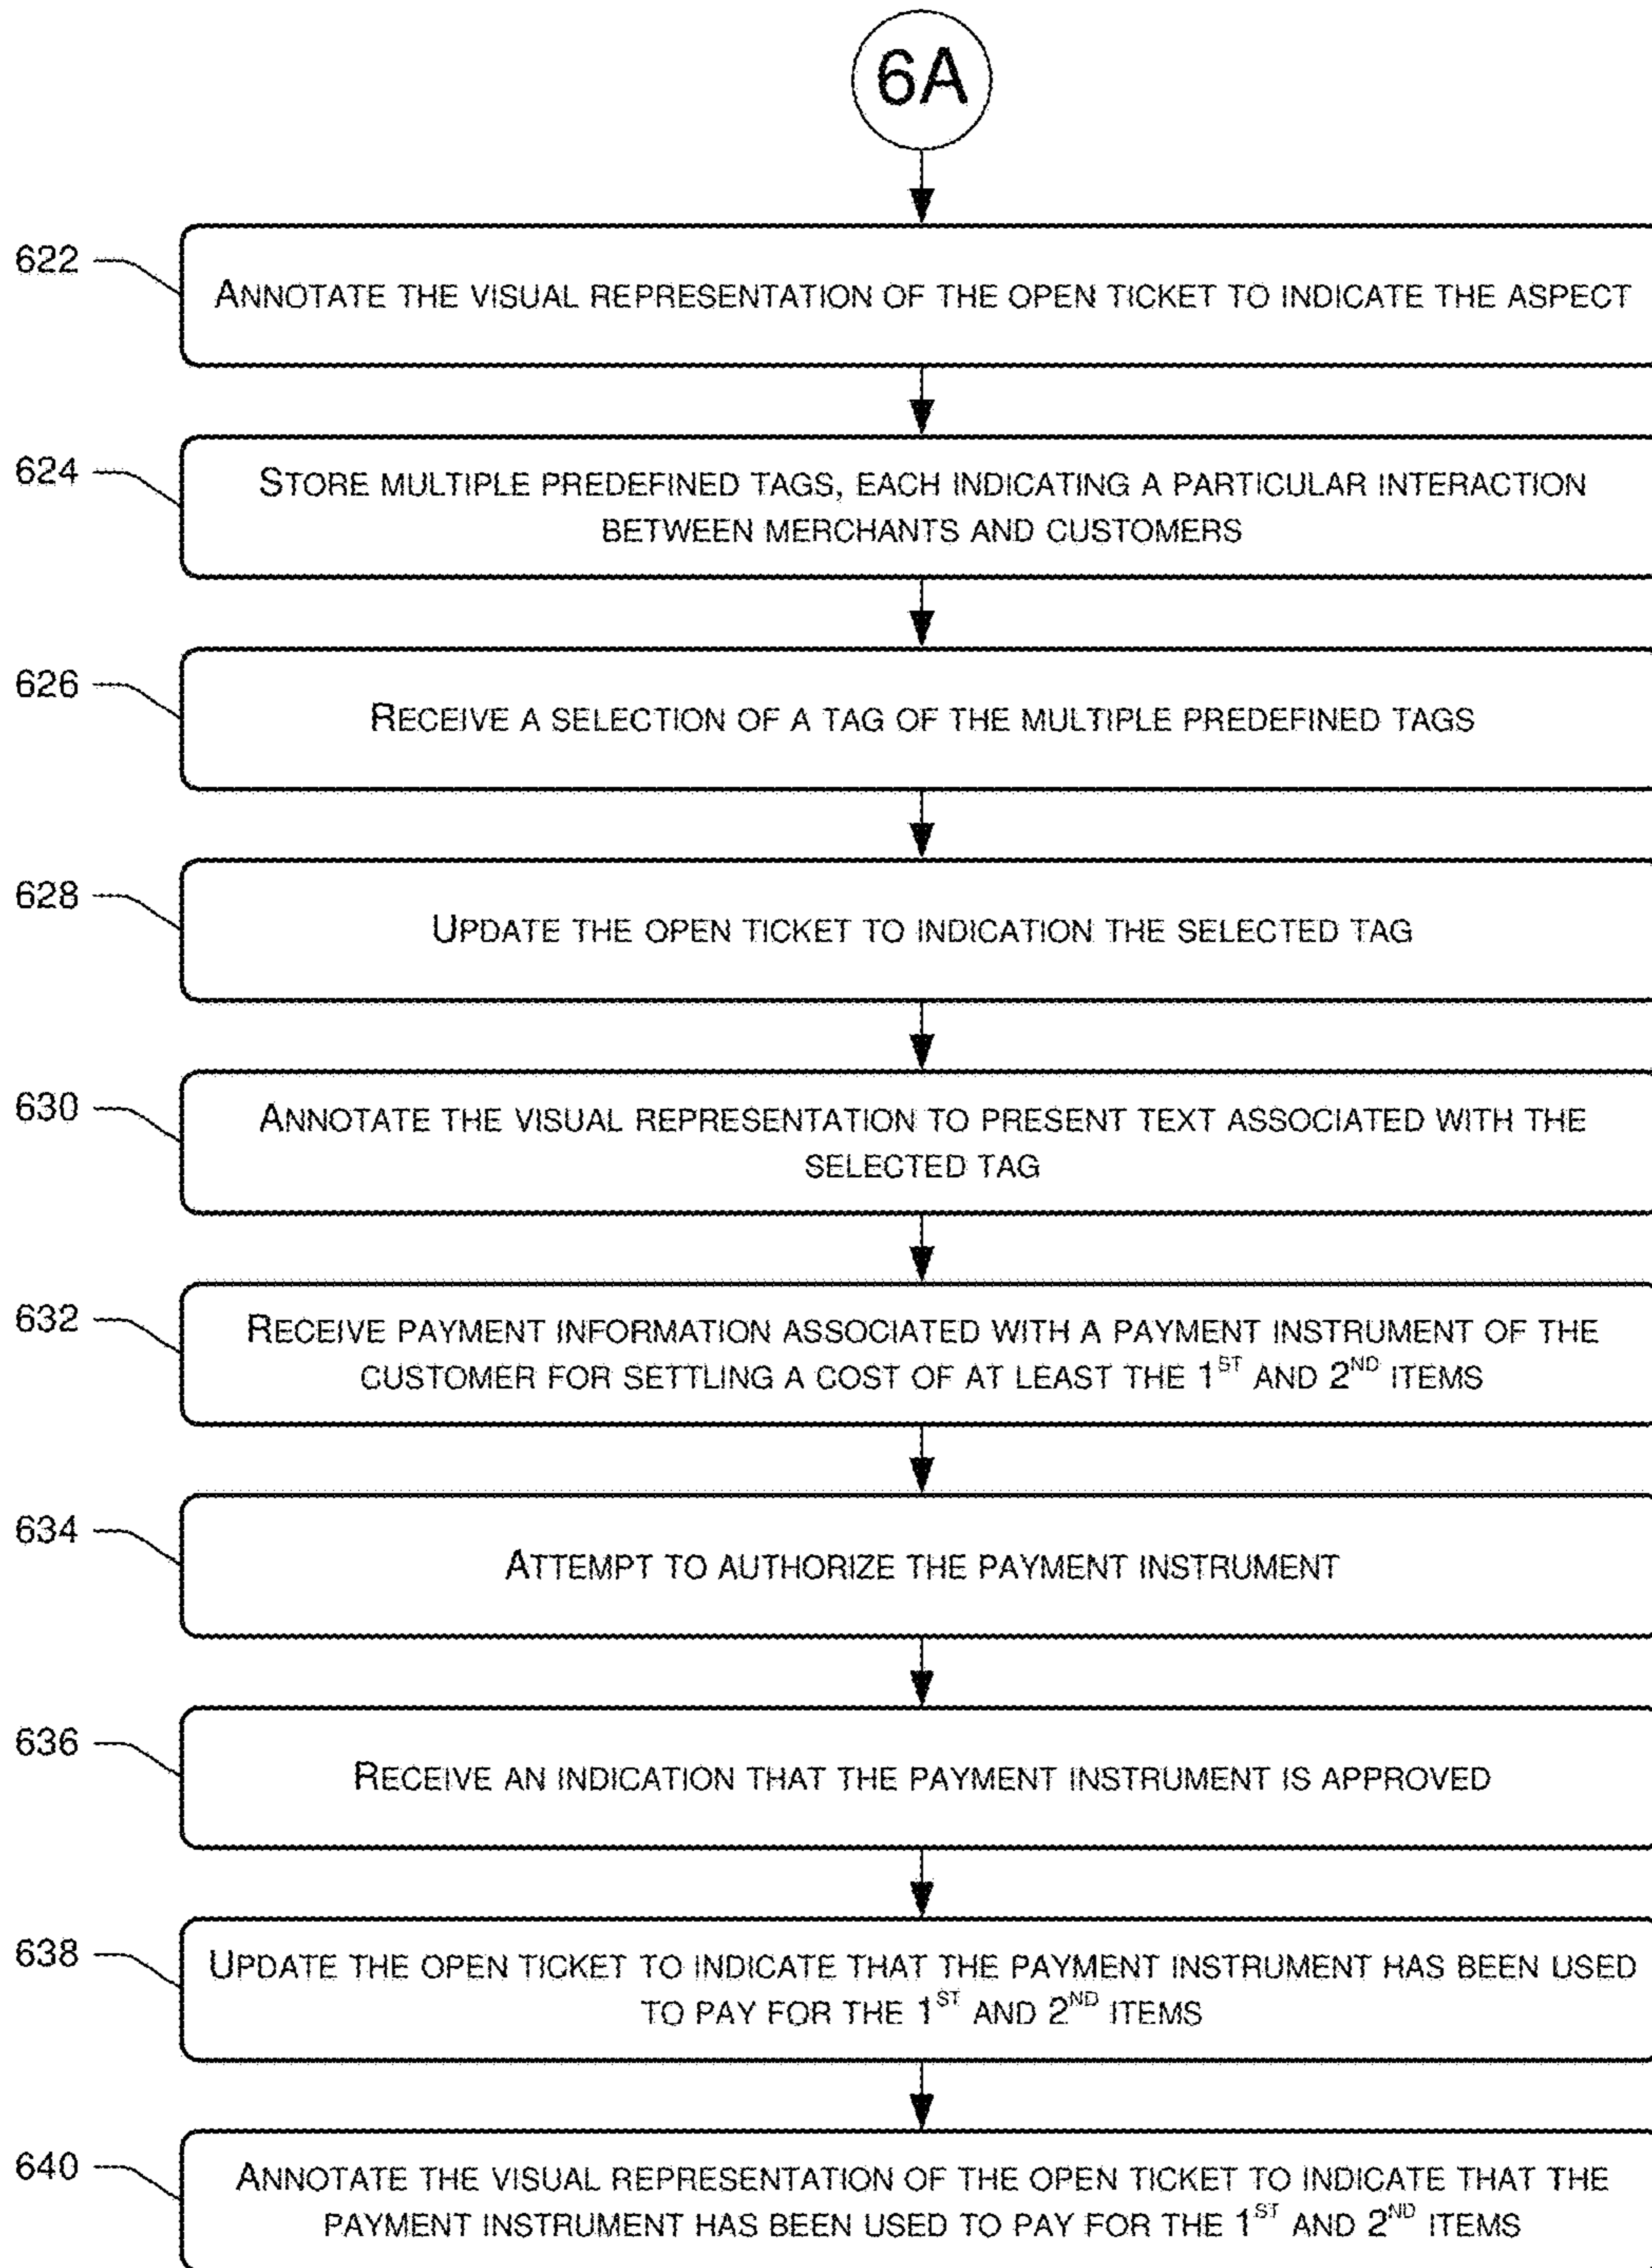 6A
622
ANNOTATE THE VISUAL REPRESENTATION OF THE OPEN TICKET TO INDICATE THE ASPECT
624
STORE MULTIPLE PREDEFINED TAGS, EACH INDICATING A PARTICULAR INTERACTION
BETWEEN MERCHANTS AND CUSTOMERS
626
RECEIVE A SELECTION OF A TAG OF THE MULTIPLE PREDEFINED TAGS
628
UPDATE THE OPEN TICKET TO INDICATION THE SELECTED TAG
630
ANNOTATE THE VISUAL REPRESENTATION TO PRESENT TEXT ASSOCIATED WITH THE
SELECTED TAG
632
RECEIVE PAYMENT INFORMATION ASSOCIATED WITH A PAYMENT INSTRUMENT OF THE
CUSTOMER FOR SETTLING A COST OF AT LEAST THE 1ST AND 2ND ITEMS
634
ATTEMPT TO AUTHORIZE THE PAYMENT INSTRUMENT
636
RECEIVE AN INDICATION THAT THE PAYMENT INSTRUMENT IS APPROVED
638
UPDATE THE OPEN TICKET TO INDICATE THAT THE PAYMENT INSTRUMENT HAS BEEN USED
TO PAY FOR THE 1ST AND 2ND ITEMS
640
ANNOTATE THE VISUAL REPRESENTATION OF THE OPEN TICKET TO INDICATE THAT THE
PAYMENT INSTRUMENT HAS BEEN USED TO PAY FOR THE 1ST AND 2ND ITEMS